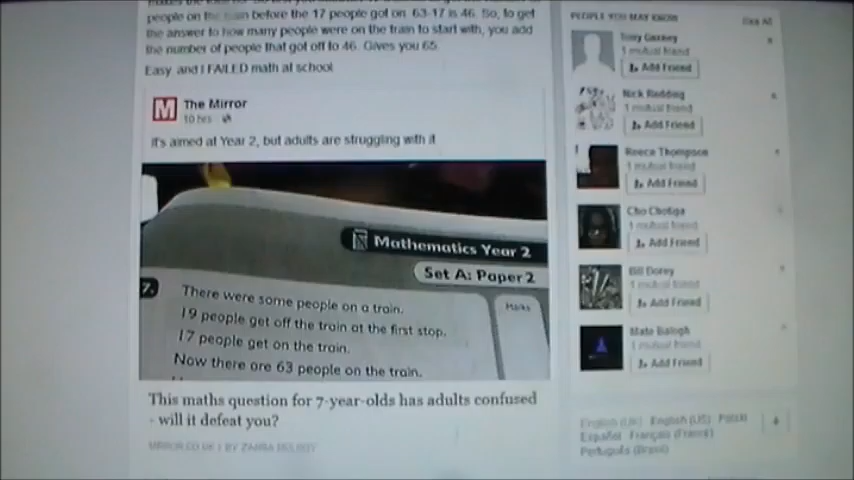 people on the train before the 17 people got on. 63-17 is 46. So, to get
the answer to how many people were on the train to start with, you add
the number of people that got off to 46. Gives you 65.
Easy and I FAILED math at school
M The Mirror
10 hrs
It's aimed at Year 2, but adults are struggling with it
Mathematics Year 2
Set A: Paper 2
Marks
7. There were some people on a train.
19 people get off the train at the first stop.
17 people get on the train.
Now there are 63 people on the train.
This maths question for 7-year-olds has adults confused
- will it defeat you?
MIRROR.CO.UK | BY
PEOPLE YOU MAY KNOW
See All
1 mutual friend
Add Friend
Nick Redding
1 mutual friend
Add Friend
Reece Thompson
1 mutual friend
Add Friend
Cho Chotiga
1 mutual friend
Add Friend
Bill Dorey
1 mutual friend
Add Friend
Mate Balogh
1 mutual friend
Add Friend
English (UK) English (US) Polski
Español Français (France)
Português (Brasil)